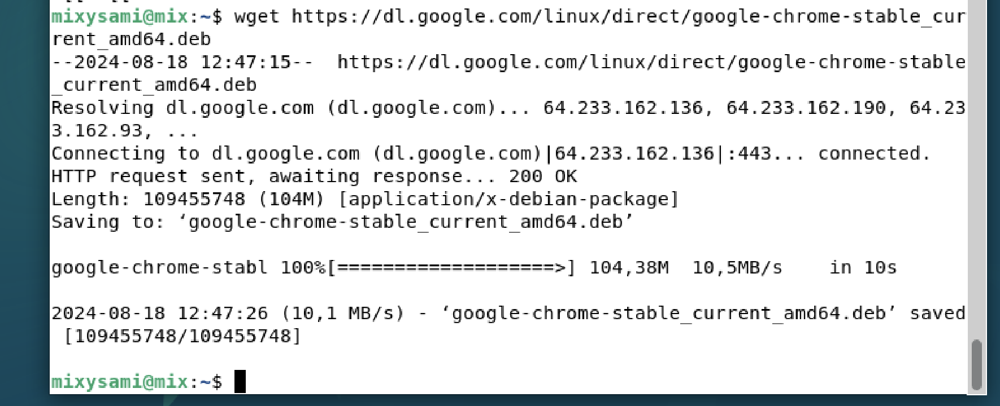 mixysami@mix:~$ wget https://dl.google.com/linux/direct/google-chrome-stable_cur
rent_amd64.deb
--2024-08-18 12:47:15--  https://dl.google.com/linux/direct/google-chrome-stable
_current_amd64.deb
Resolving dl.google.com (dl.google.com)... 64.233.162.136, 64.233.162.190, 64.23
3.162.93, ...
Connecting to dl.google.com (dl.google.com)|64.233.162.136|:443... connected.
HTTP request sent, awaiting response... 200 OK
Length: 109455748 (104M) [application/x-debian-package]
Saving to: ‘google-chrome-stable_current_amd64.deb’

google-chrome-stabl 100%[===================>] 104,38M  10,5MB/s    in 10s

2024-08-18 12:47:26 (10,1 MB/s) - ‘google-chrome-stable_current_amd64.deb’ saved
 [109455748/109455748]

mixysami@mix:~$